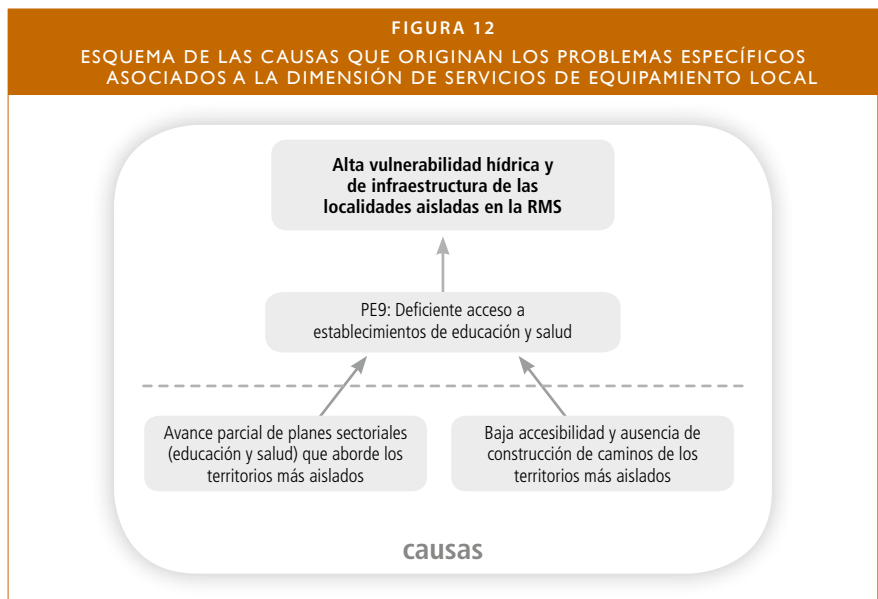 FIGURA 12
ESQUEMA DE LAS CAUSAS QUE ORIGINAN LOS PROBLEMAS ESPECÍFICOS
ASOCIADOS A LA DIMENSIÓN DE SERVICIOS DE EQUIPAMIENTO LOCAL
Alta vulnerabilidad hídrica y
de infraestructura de las
localidades aisladas en la RMS
PE9: Deficiente acceso a
establecimientos de educación y salud
Avance parcial de planes sectoriales
(educación y salud) que aborde los
territorios más aislados
Baja accesibilidad y ausencia de
construcción de caminos de los
territorios más aislados
causas